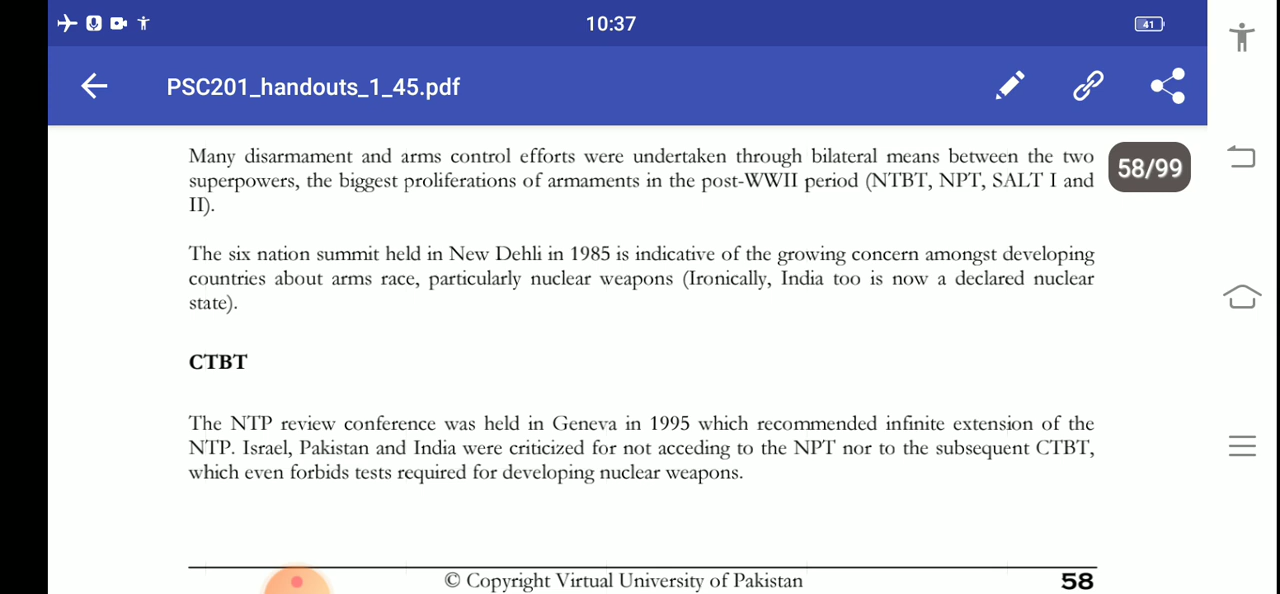 10:37
41
PSC201_handouts_1_45.pdf
Many disarmament and arms control efforts were undertaken through bilateral means between the two
superpowers, the biggest proliferations of armaments in the post-WWII period (NTBT, NPT, SALT I and
II).
58/99
The six nation summit held in New Dehli in 1985 is indicative of the growing concern amongst developing
countries about arms race, particularly nuclear weapons (Ironically, India too is now a declared nuclear
state).
CTBT
The NTP review conference was held in Geneva in 1995 which recommended infinite extension of the
NTP. Israel, Pakistan and India were criticized for not acceding to the NPT nor to the subsequent CTBT,
which even forbids tests required for developing nuclear weapons.
© Copyright Virtual University of Pakistan
58